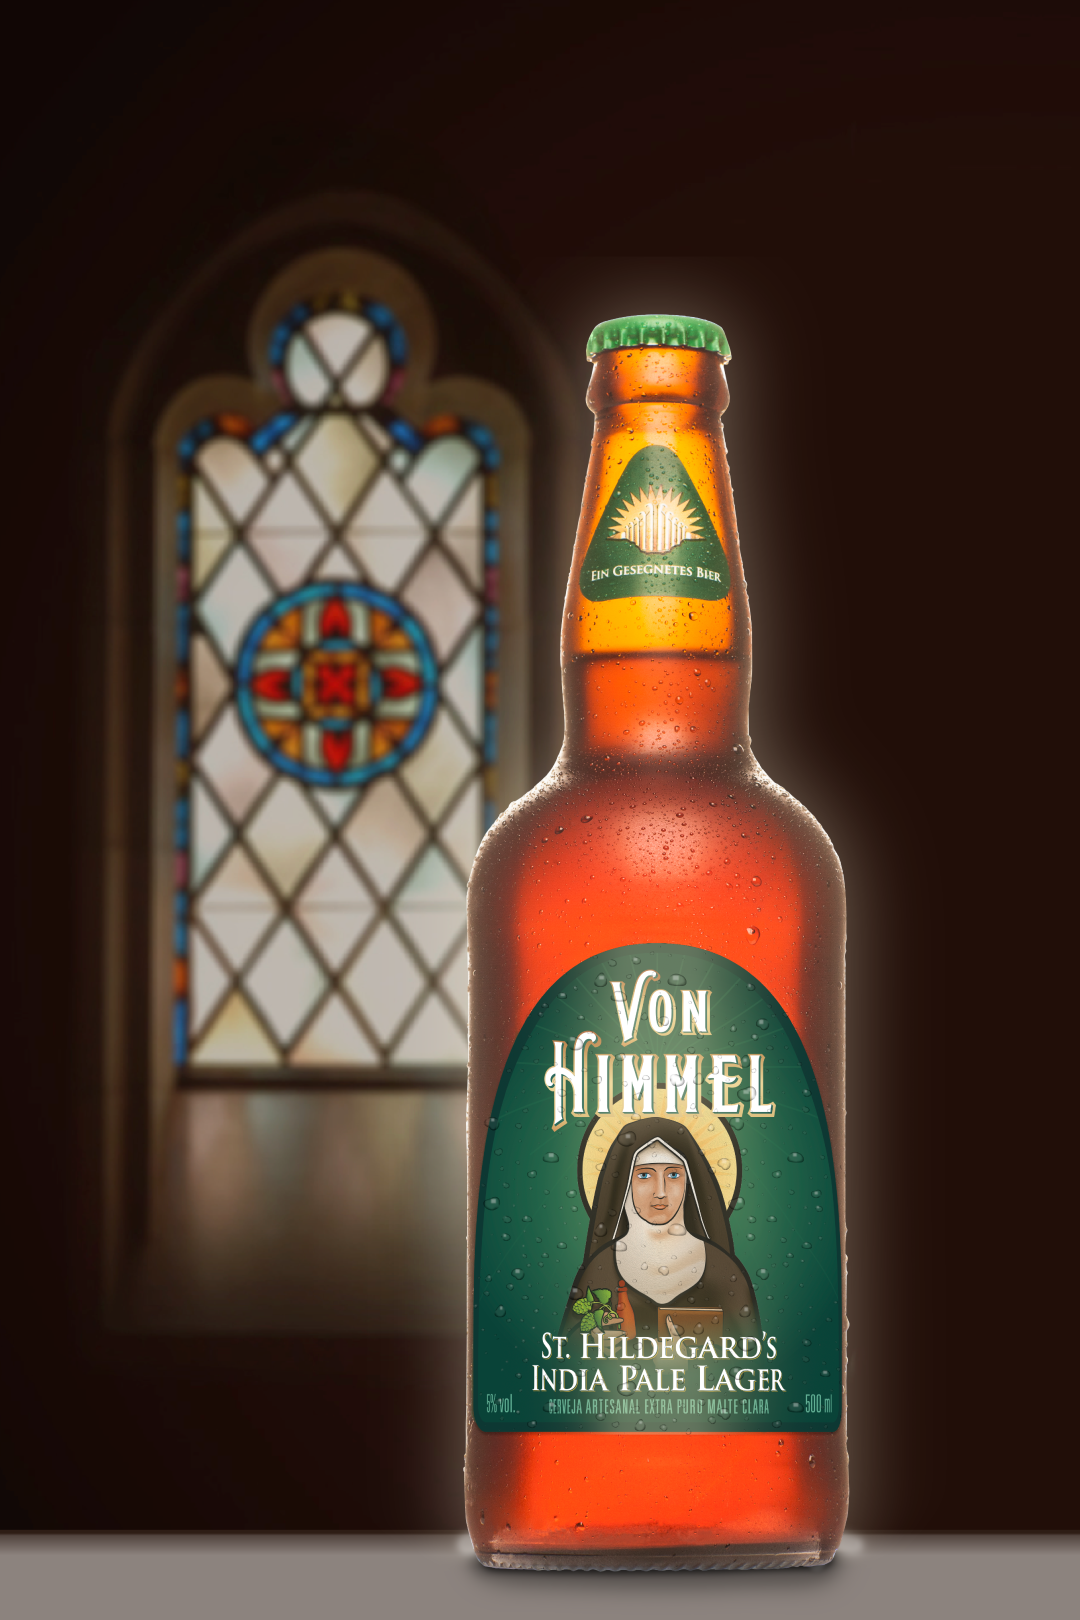 EIN GESEGNETES BIER
VON
HIMMEL
ST. HILDEGARD'S
INDIA PALE LAGER
5% vol..
CERVEJA ARTESANAL EXTRA PURO MALTE CLARA
500 ml